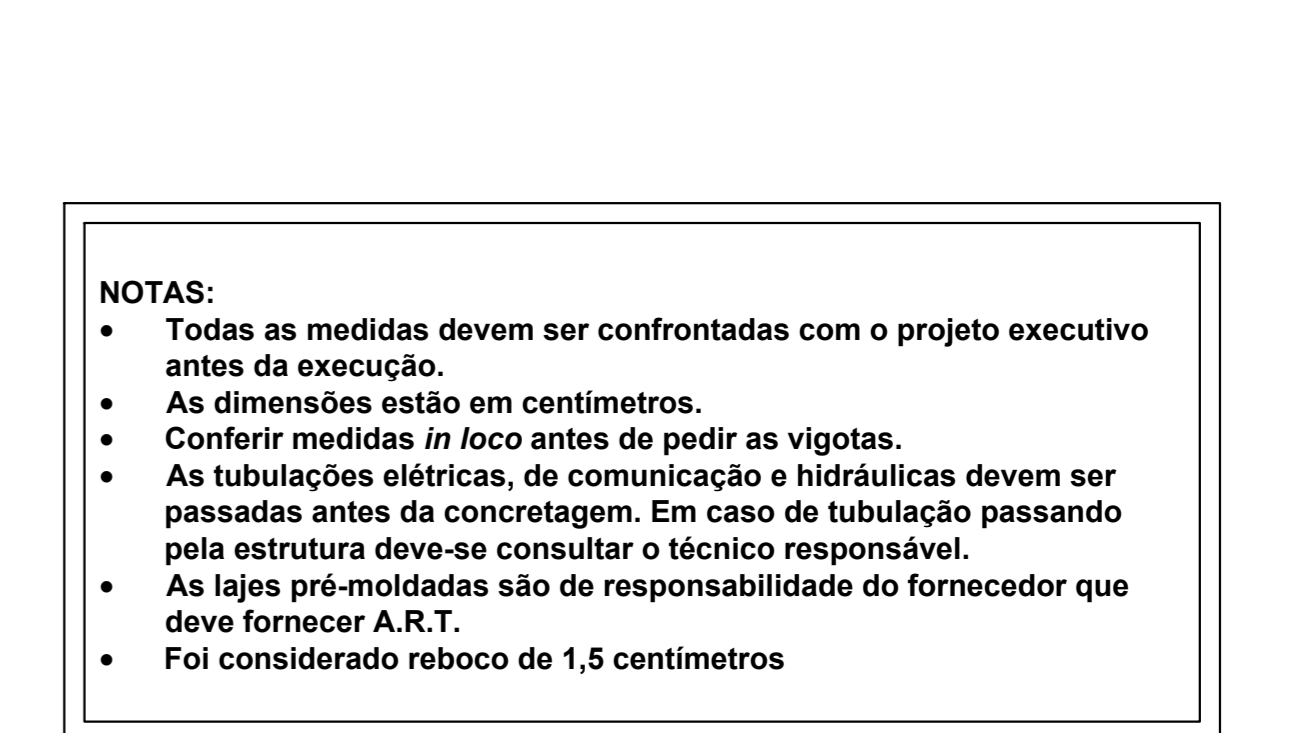 NOTAS:
• Todas as medidas devem ser confrontadas com o projeto executivo
antes da execução.
• As dimensões estão em centímetros.
• Conferir medidas in loco antes de pedir as vigotas.
• As tubulações elétricas, de comunicação e hidráulicas devem ser
passadas antes da concretagem. Em caso de tubulação passando
pela estrutura deve-se consultar o técnico responsável.
• As lajes pré-moldadas são de responsabilidade do fornecedor que
deve fornecer A.R.T.
• Foi considerado reboco de 1,5 centímetros